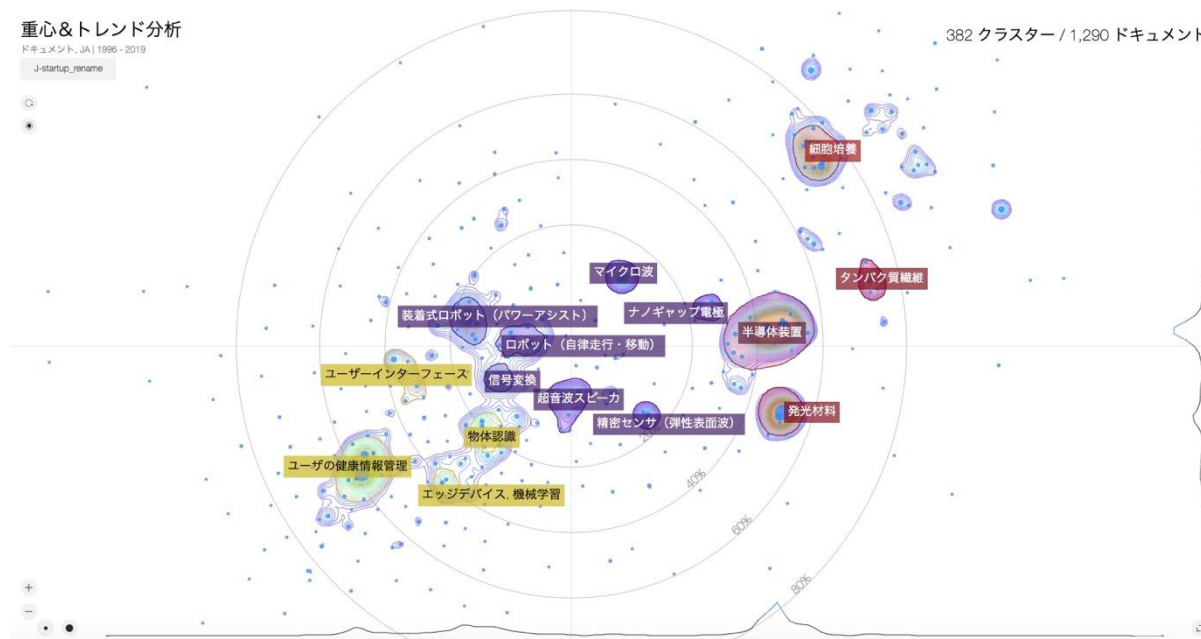 重心&トレンド分析
ドキュメント, JA | 1996 - 2019
J-startup_rename
382 クラスター / 1,290 ドキュメント
細胞培養
マイクロ波
タンパク質繊維
ナノギャップ電極
装着式ロボット(パワーアシスト)
半導体装置
ロボット(自律走行・移動)
ユーザーインターフェース
信号変換
超音波スピーカ
発光材料
精密センサ(弾性表面波)
物体認識
ユーザの健康情報管理
エッジデバイス, 機械学習
40%
60%
80%